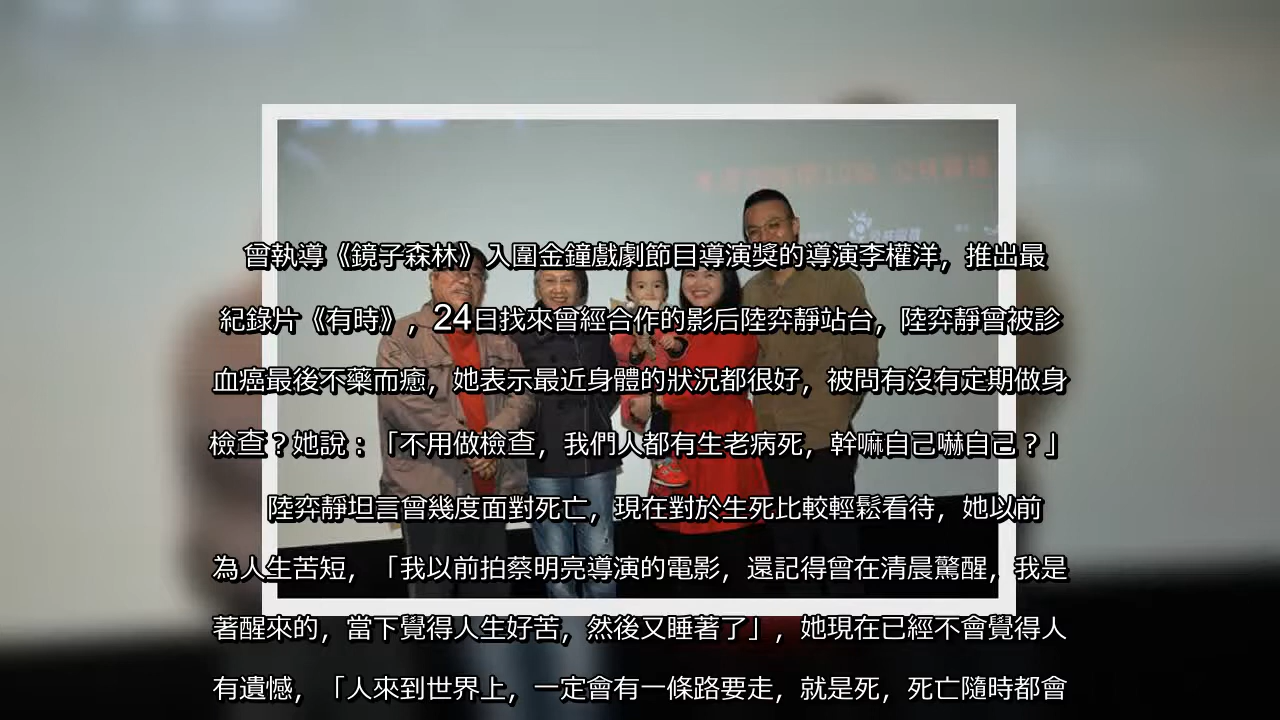 曾執導《鏡子森林》入圍金鐘戲劇節目導演獎的導演李權洋，推出最
紀錄片《有時》，24日找來曾經合作的影后陸弈靜站台，陸弈靜曾被診
血癌最後不藥而癒，她表示最近身體的狀況都很好，被問有沒有定期做身
檢查？她說：「不用做檢查，我們人都有生老病死，幹嘛自己嚇自己？」
陸弈靜坦言曾幾度面對死亡，現在對於生死比較輕鬆看待，她以前
為人生苦短，「我以前拍蔡明亮導演的電影，還記得曾在清晨驚醒，我是
著醒來的，當下覺得人生好苦，然後又睡著了」，她現在已經不會覺得人
有遺憾，「人來到世界上，一定會有一條路要走，就是死，死亡隨時都會